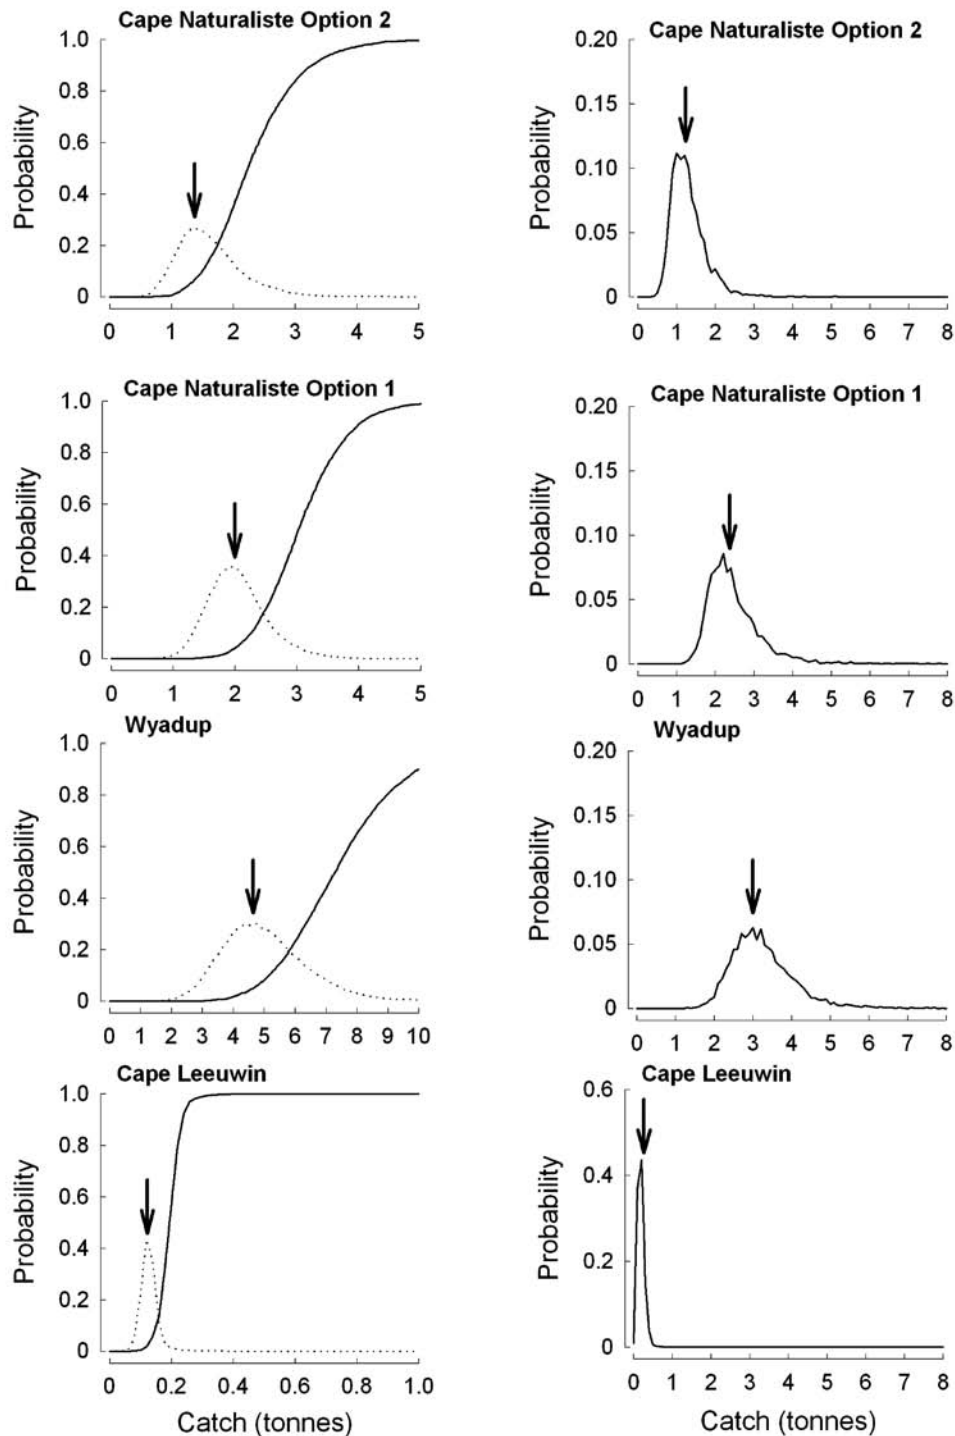 Cape Naturaliste Option 2
Probability
1.0
0.8
0.6
0.4
0.2
0
0 1 2 3 4 5
Cape Naturaliste Option 2
Probability
0.20
0.15
0.10
0.05
0
0 1 2 3 4 5 6 7 8
Cape Naturaliste Option 1
Probability
1.0
0.8
0.6
0.4
0.2
0
0 1 2 3 4 5
Cape Naturaliste Option 1
Probability
0.20
0.15
0.10
0.05
0
0 1 2 3 4 5 6 7 8
Wyadup
Probability
1.0
0.8
0.6
0.4
0.2
0
0 1 2 3 4 5 6 7 8 9 10
Wyadup
Probability
0.20
0.15
0.10
0.05
0
0 1 2 3 4 5 6 7 8
Cape Leeuwin
Probability
1.0
0.8
0.6
0.4
0.2
0
0 0.2 0.4 0.6 0.8 1.0
Catch (tonnes)
Cape Leeuwin
Probability
0.6
0.4
0.2
0
0 1 2 3 4 5 6 7 8
Catch (tonnes)